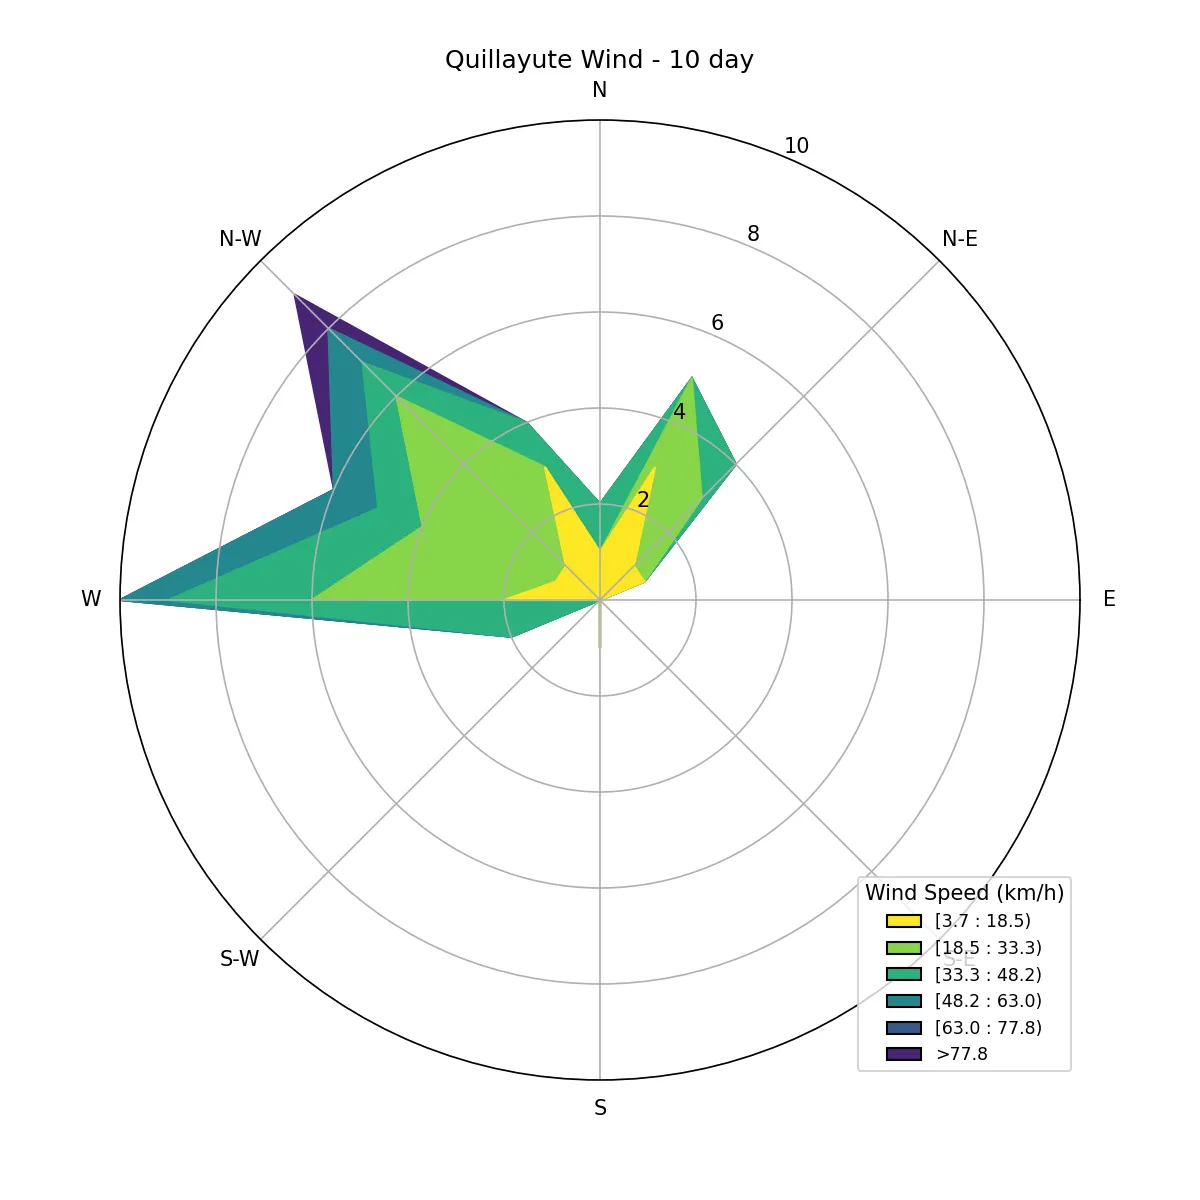 Quillayute Wind - 10 day
N
10
N-W
8
N-E
6
4
2
W
E
S-W
S-E
S
Wind Speed (km/h)
[3.7 : 18.5)
[18.5 : 33.3)
[33.3 : 48.2)
[48.2 : 63.0)
[63.0 : 77.8)
>77.8